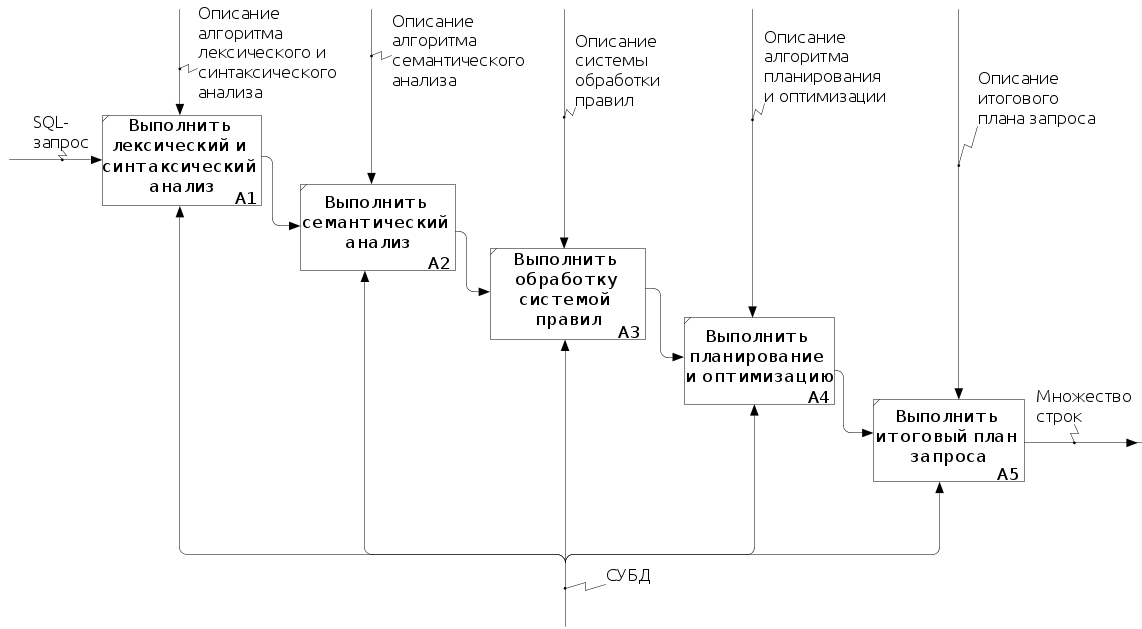 Описание
алгоритма
лексического и
синтаксического
анализа
Описание
алгоритма
семантического
анализа
Описание
системы
обработки
правил
Описание
алгоритма
планирования
и оптимизации
Описание
итогового
плана запроса
SQL-
запрос
Выполнить
лексический и
синтаксический
анализ
A1
Выполнить
семантический
анализ
A2
Выполнить
обработку
системой
правил
A3
Выполнить
планирование
и оптимизацию
A4
Выполнить
итоговый план
запроса
A5
Множество
строк
СУБД